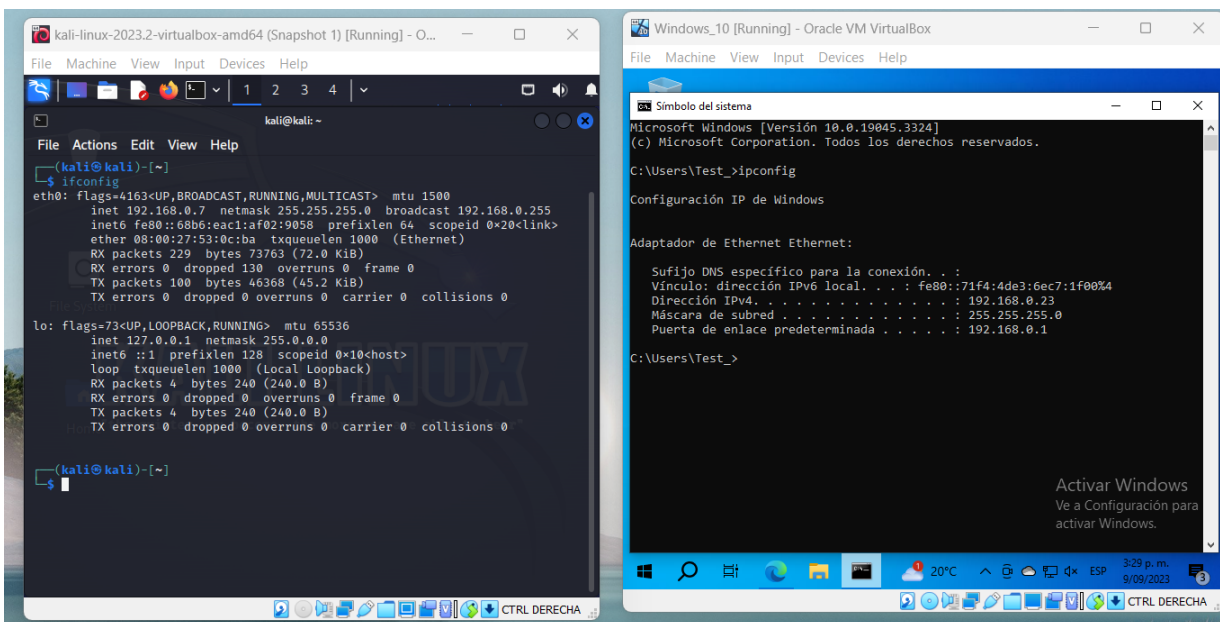 kali-linux-2023.2-virtualbox-amd64 (Snapshot 1) [Running] - O...
File Machine View Input Devices Help
1 2 3 4
kali@kali: ~
File Actions Edit View Help
┌──(kali㉿kali)-[~]
└─$ ifconfig
eth0: flags=4163<UP,BROADCAST,RUNNING,MULTICAST> mtu 1500
inet 192.168.0.7 netmask 255.255.255.0 broadcast 192.168.0.255
inet6 fe80::68b6:eac1:af02:9058 prefixlen 64 scopeid 0×20<link>
ether 08:00:27:53:0c:ba txqueuelen 1000 (Ethernet)
RX packets 229 bytes 73763 (72.0 KiB)
RX errors 0 dropped 130 overruns 0 frame 0
TX packets 100 bytes 46368 (45.2 KiB)
TX errors 0 dropped 0 overruns 0 carrier 0 collisions 0
lo: flags=73<UP,LOOPBACK,RUNNING> mtu 65536
inet 127.0.0.1 netmask 255.0.0.0
inet6 ::1 prefixlen 128 scopeid 0×10<host>
loop txqueuelen 1000 (Local Loopback)
RX packets 4 bytes 240 (240.0 B)
RX errors 0 dropped 0 overruns 0 frame 0
TX packets 4 bytes 240 (240.0 B)
TX errors 0 dropped 0 overruns 0 carrier 0 collisions 0
┌──(kali㉿kali)-[~]
└─$
CTRL DERECHA
Windows_10 [Running] - Oracle VM VirtualBox
File Machine View Input Devices Help
Símbolo del sistema
Microsoft Windows [Versión 10.0.19045.3324]
(c) Microsoft Corporation. Todos los derechos reservados.
C:\Users\Test_>ipconfig
Configuración IP de Windows
Adaptador de Ethernet Ethernet:
Sufijo DNS específico para la conexión. . :
Vínculo: dirección IPv6 local. . . : fe80::71f4:4de3:6ec7:1f00%4
Dirección IPv4. . . . . . . . . . . . . . : 192.168.0.23
Máscara de subred . . . . . . . . . . . . : 255.255.255.0
Puerta de enlace predeterminada . . . . . : 192.168.0.1
C:\Users\Test_>
Activar Windows
Ve a Configuración para
activar Windows.
20°C ESP 3:29 p. m.
9/09/2023
3
CTRL DERECHA